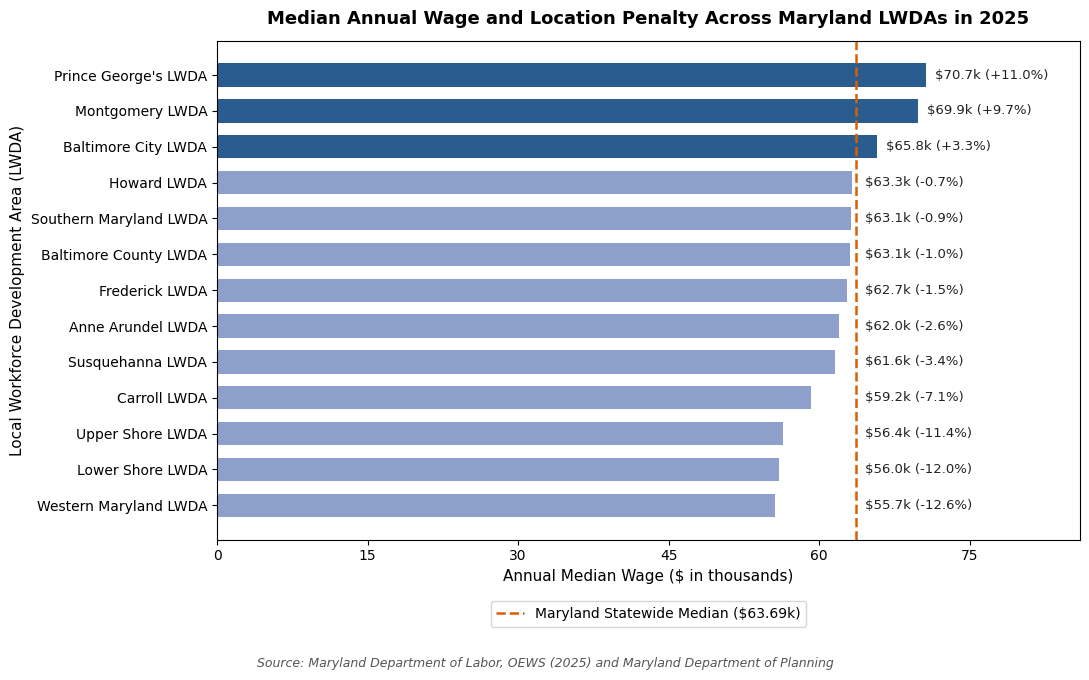 Median Annual Wage and Location Penalty Across Maryland LWDAs in 2025
Local Workforce Development Area (LWDA)
Prince George's LWDA $70.7k (+11.0%)
Montgomery LWDA $69.9k (+9.7%)
Baltimore City LWDA $65.8k (+3.3%)
Howard LWDA $63.3k (-0.7%)
Southern Maryland LWDA $63.1k (-0.9%)
Baltimore County LWDA $63.1k (-1.0%)
Frederick LWDA $62.7k (-1.5%)
Anne Arundel LWDA $62.0k (-2.6%)
Susquehanna LWDA $61.6k (-3.4%)
Carroll LWDA $59.2k (-7.1%)
Upper Shore LWDA $56.4k (-11.4%)
Lower Shore LWDA $56.0k (-12.0%)
Western Maryland LWDA $55.7k (-12.6%)
0 15 30 45 60 75
Annual Median Wage ($ in thousands)
Maryland Statewide Median ($63.69k)
Source: Maryland Department of Labor, OEWS (2025) and Maryland Department of Planning